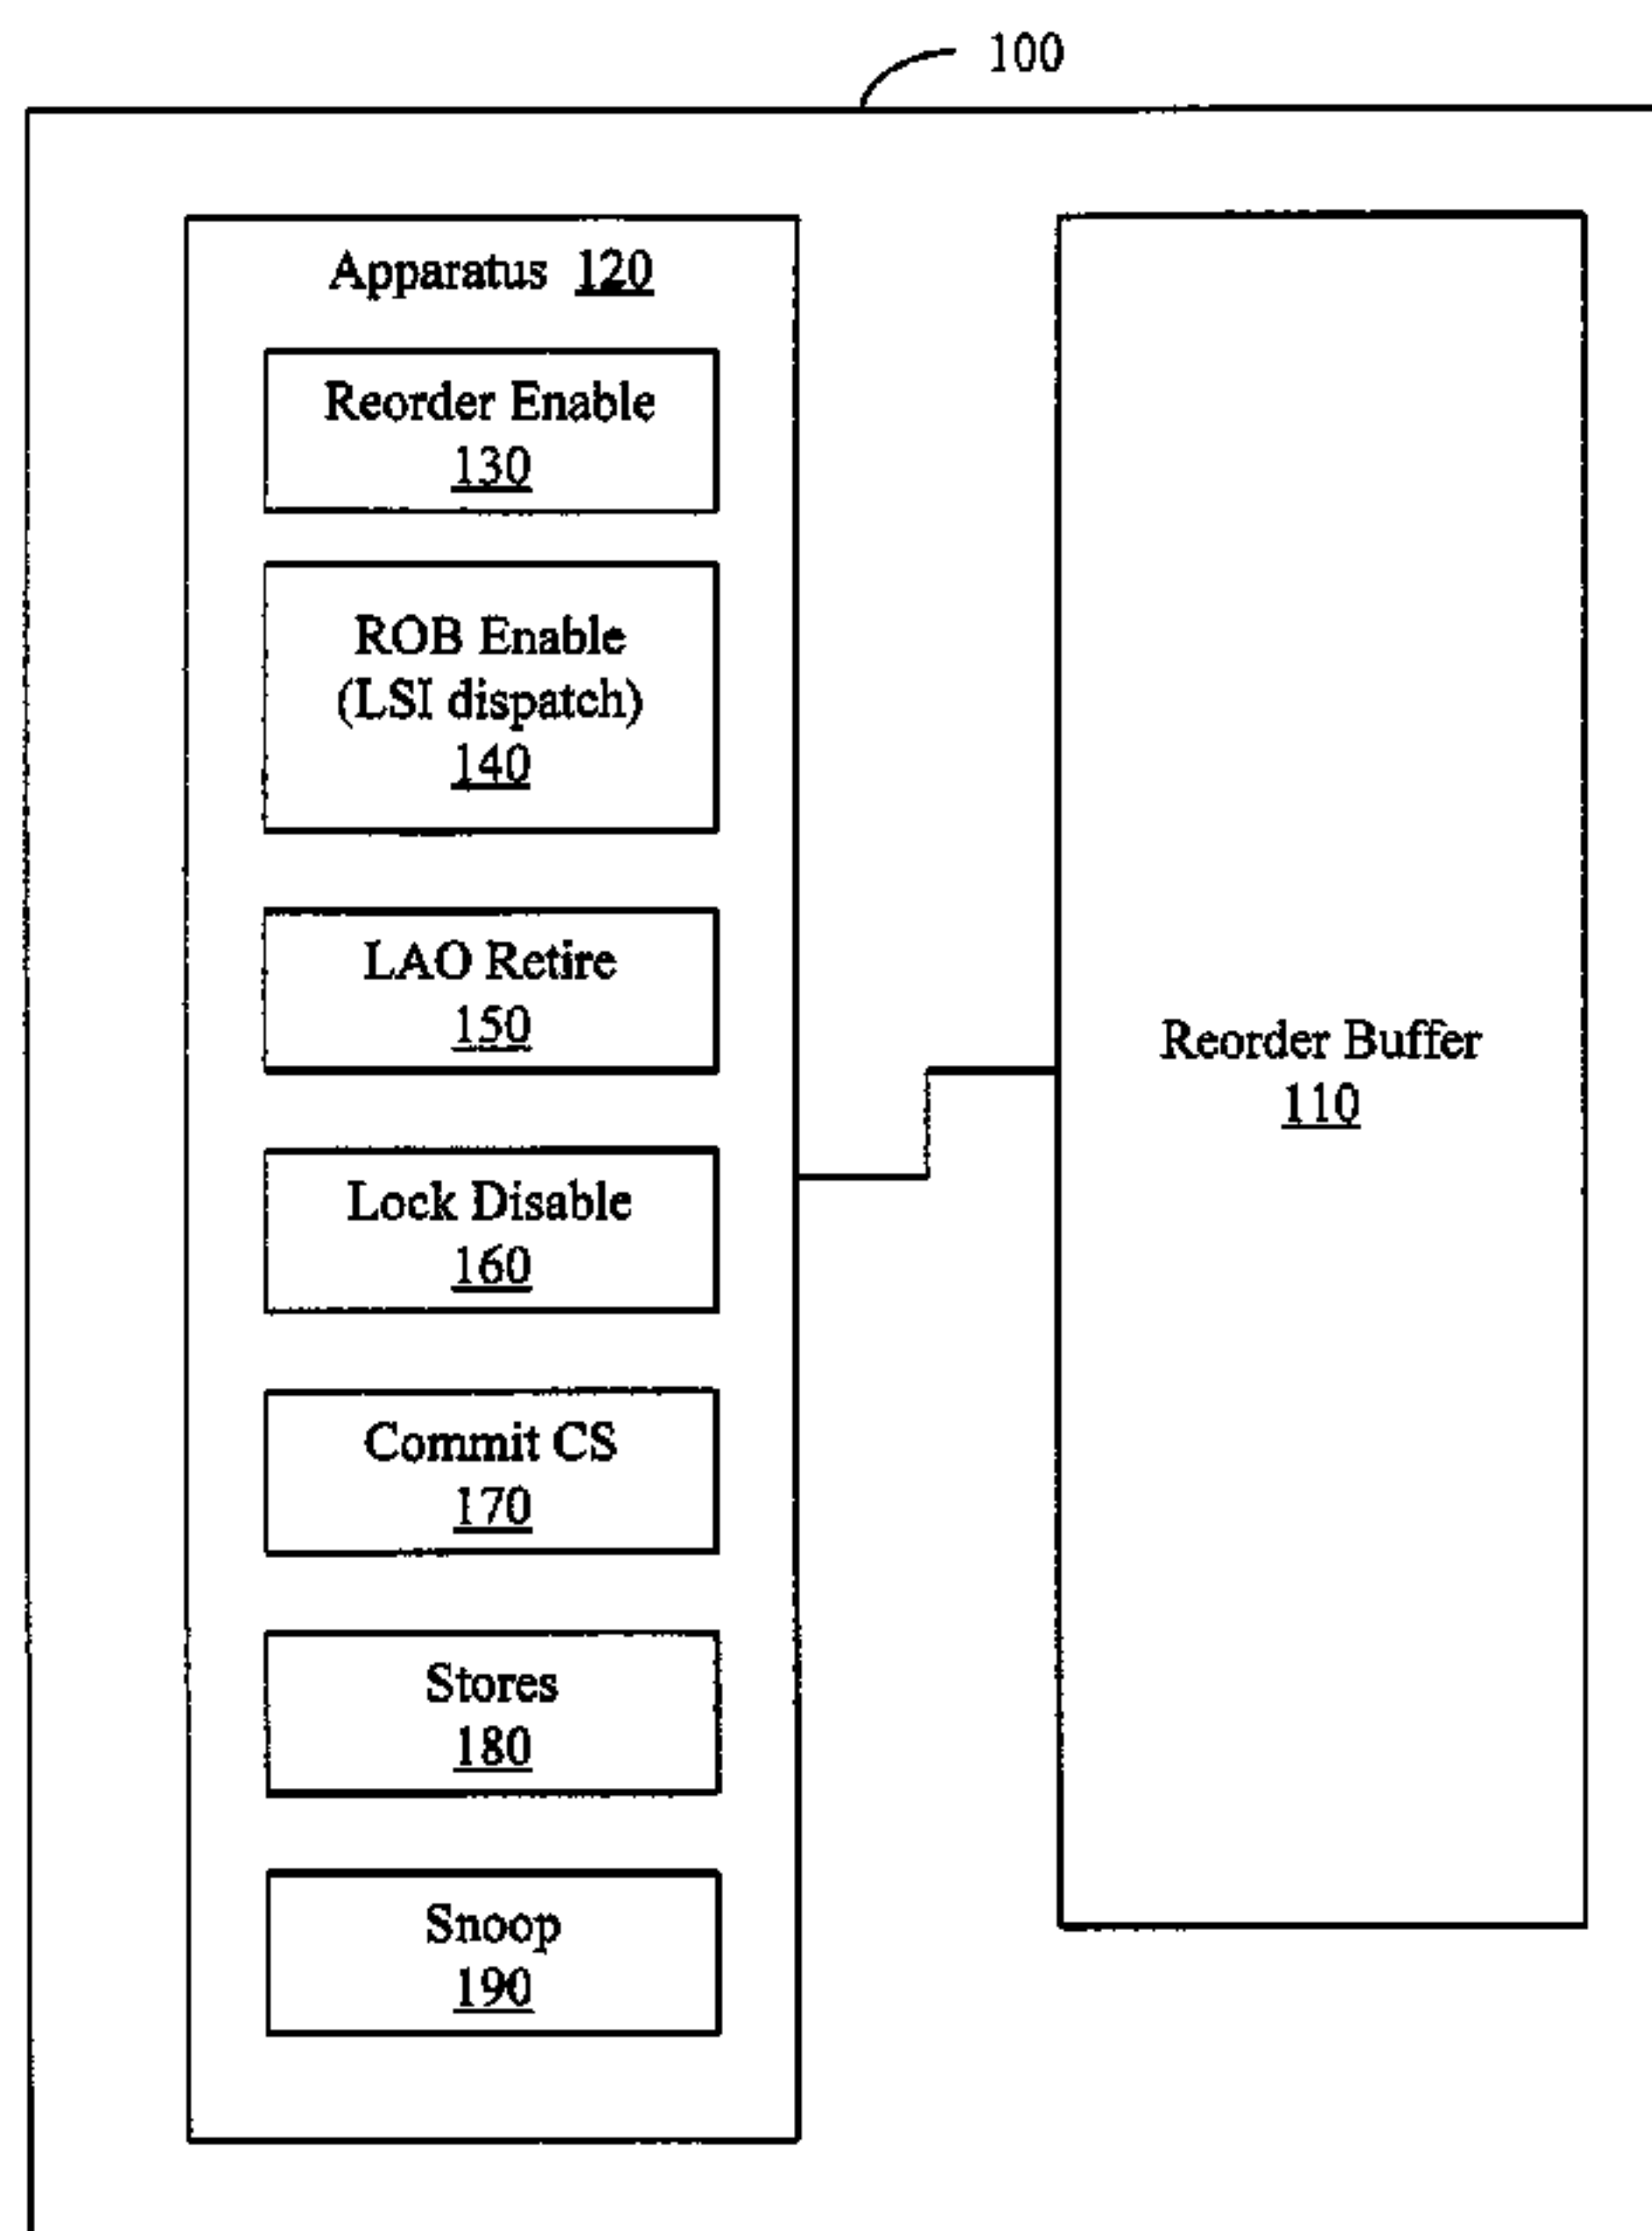 100
Apparatus 120
Reorder Enable
130
ROB Enable
(LSI dispatch)
140
LAO Retire
150
Lock Disable
160
Commit CS
170
Stores
180
Snoop
190
Reorder Buffer
110